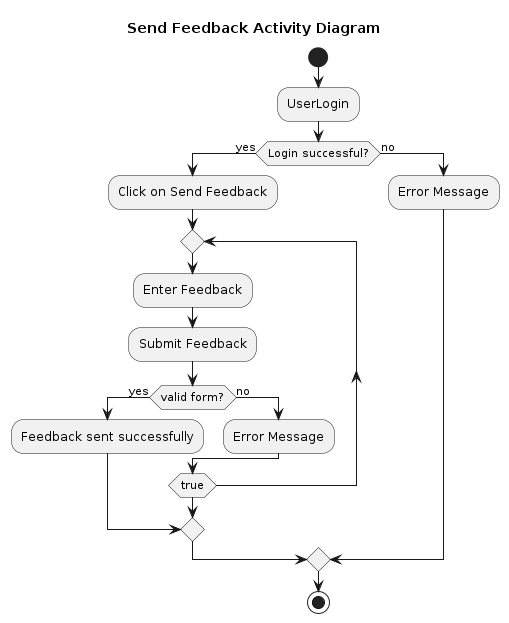 Send Feedback Activity Diagram
UserLogin
yes
Login successful?
no
Click on Send Feedback
Error Message
Enter Feedback
Submit Feedback
yes
valid form?
no
Feedback sent successfully
Error Message
true